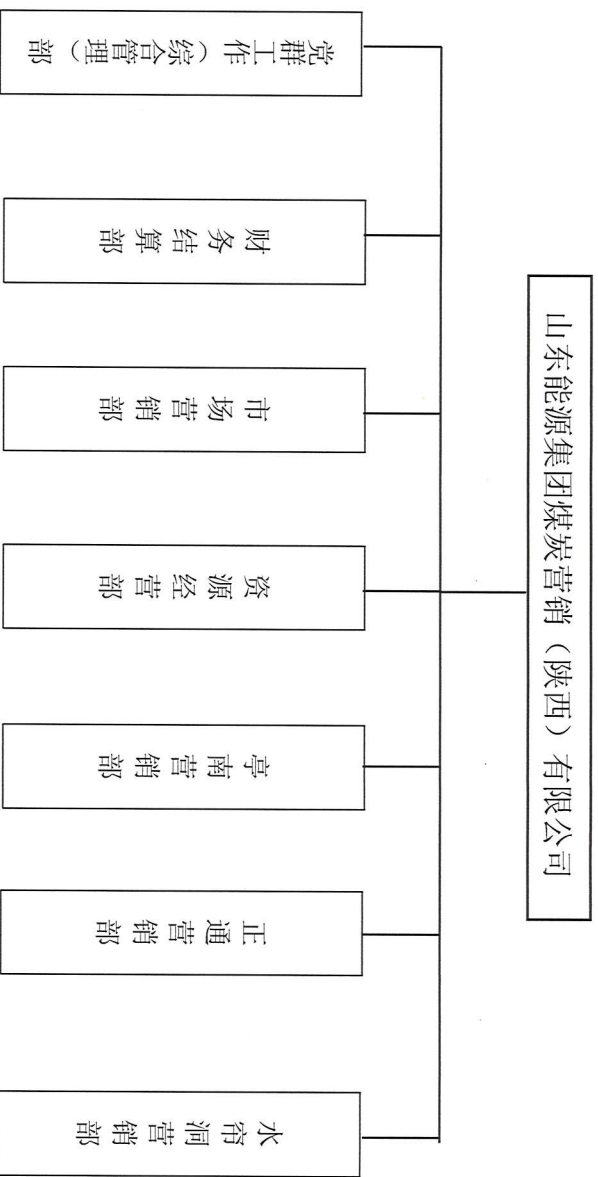 山东能源集团煤炭营销（陕西）有限公司
党群工作（综合管理）部
财务结算部
市场营销部
资源经营部
亭南营销部
正通营销部
水帘洞营销部